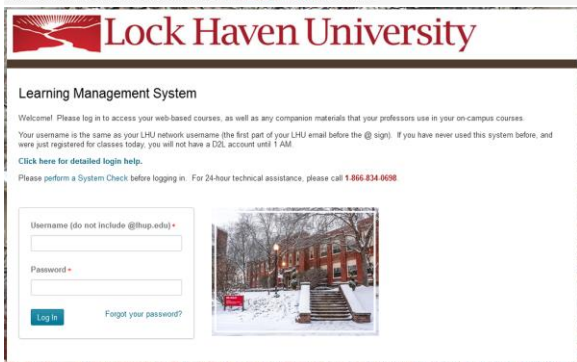 Lock Haven University
Learning Management System
Welcome! Please log in to access your web-based courses, as well as any companion materials that your professors use in your on-campus courses.
Your username is the same as your LHU network username (the first part of your LHU email before the @ sign). If you have never used this system before, and
were just registered for classes today, you will not have a D2L account until 1 AM.
Click here for detailed login help.
Please perform a System Check before logging in. For 24-hour technical assistance, please call 1-866-834-0698.
Username (do not include @lhup.edu) *
Password *
Log In
Forgot your password?